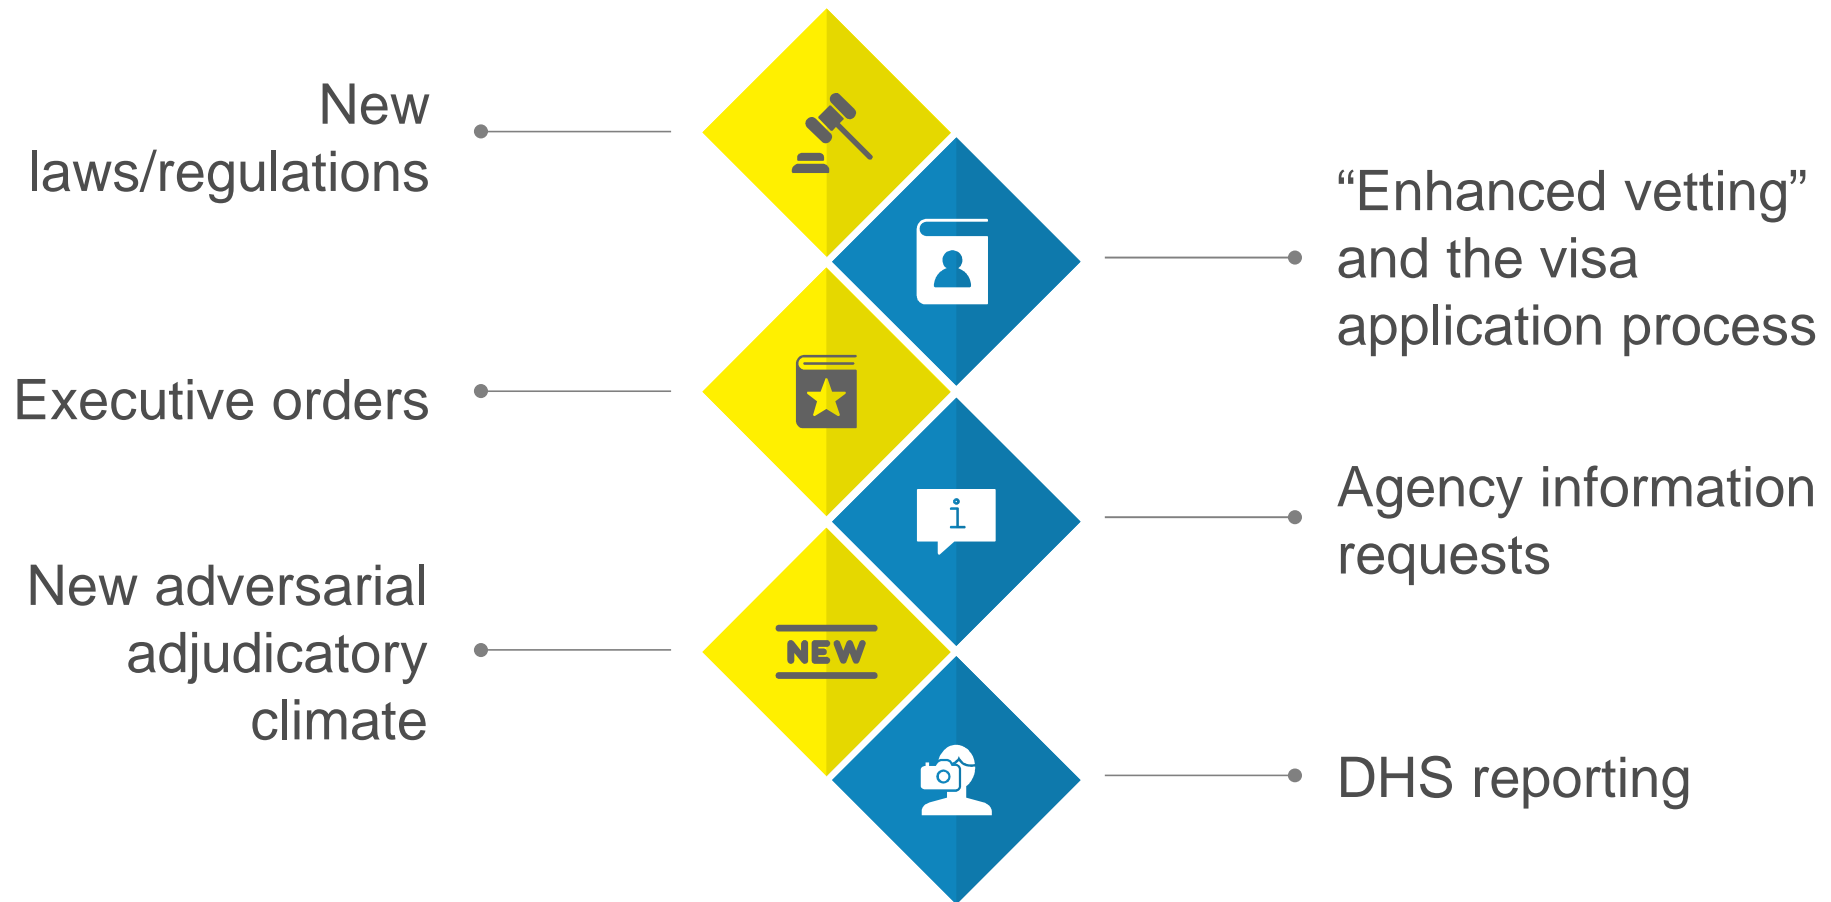 New
laws/regulations
“Enhanced vetting”
and the visa
application process
Executive orders
i
Agency information
requests
New adversarial
adjudicatory
climate
NEW
DHS reporting